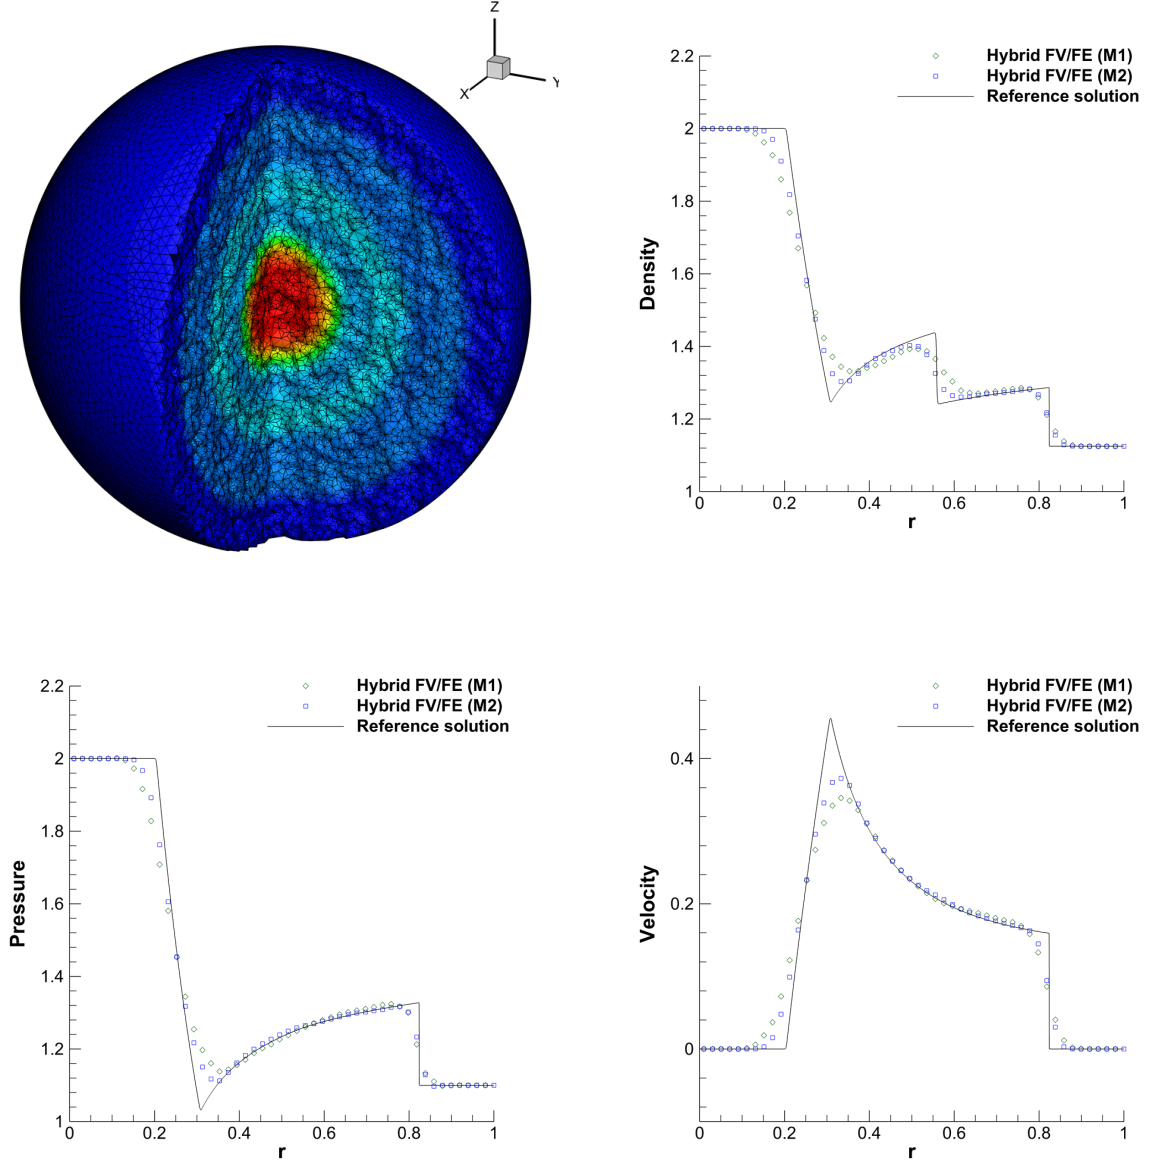 Z
X
Y
Hybrid FV/FE (M1)
Hybrid FV/FE (M2)
Reference solution
Density
2.2
2
1.8
1.6
1.4
1.2
1
0
0.2
0.4
0.6
0.8
1
r
Hybrid FV/FE (M1)
Hybrid FV/FE (M2)
Reference solution
Pressure
2.2
2
1.8
1.6
1.4
1.2
1
0
0.2
0.4
0.6
0.8
1
r
Hybrid FV/FE (M1)
Hybrid FV/FE (M2)
Reference solution
Velocity
0.4
0.2
0
0
0.2
0.4
0.6
0.8
1
r